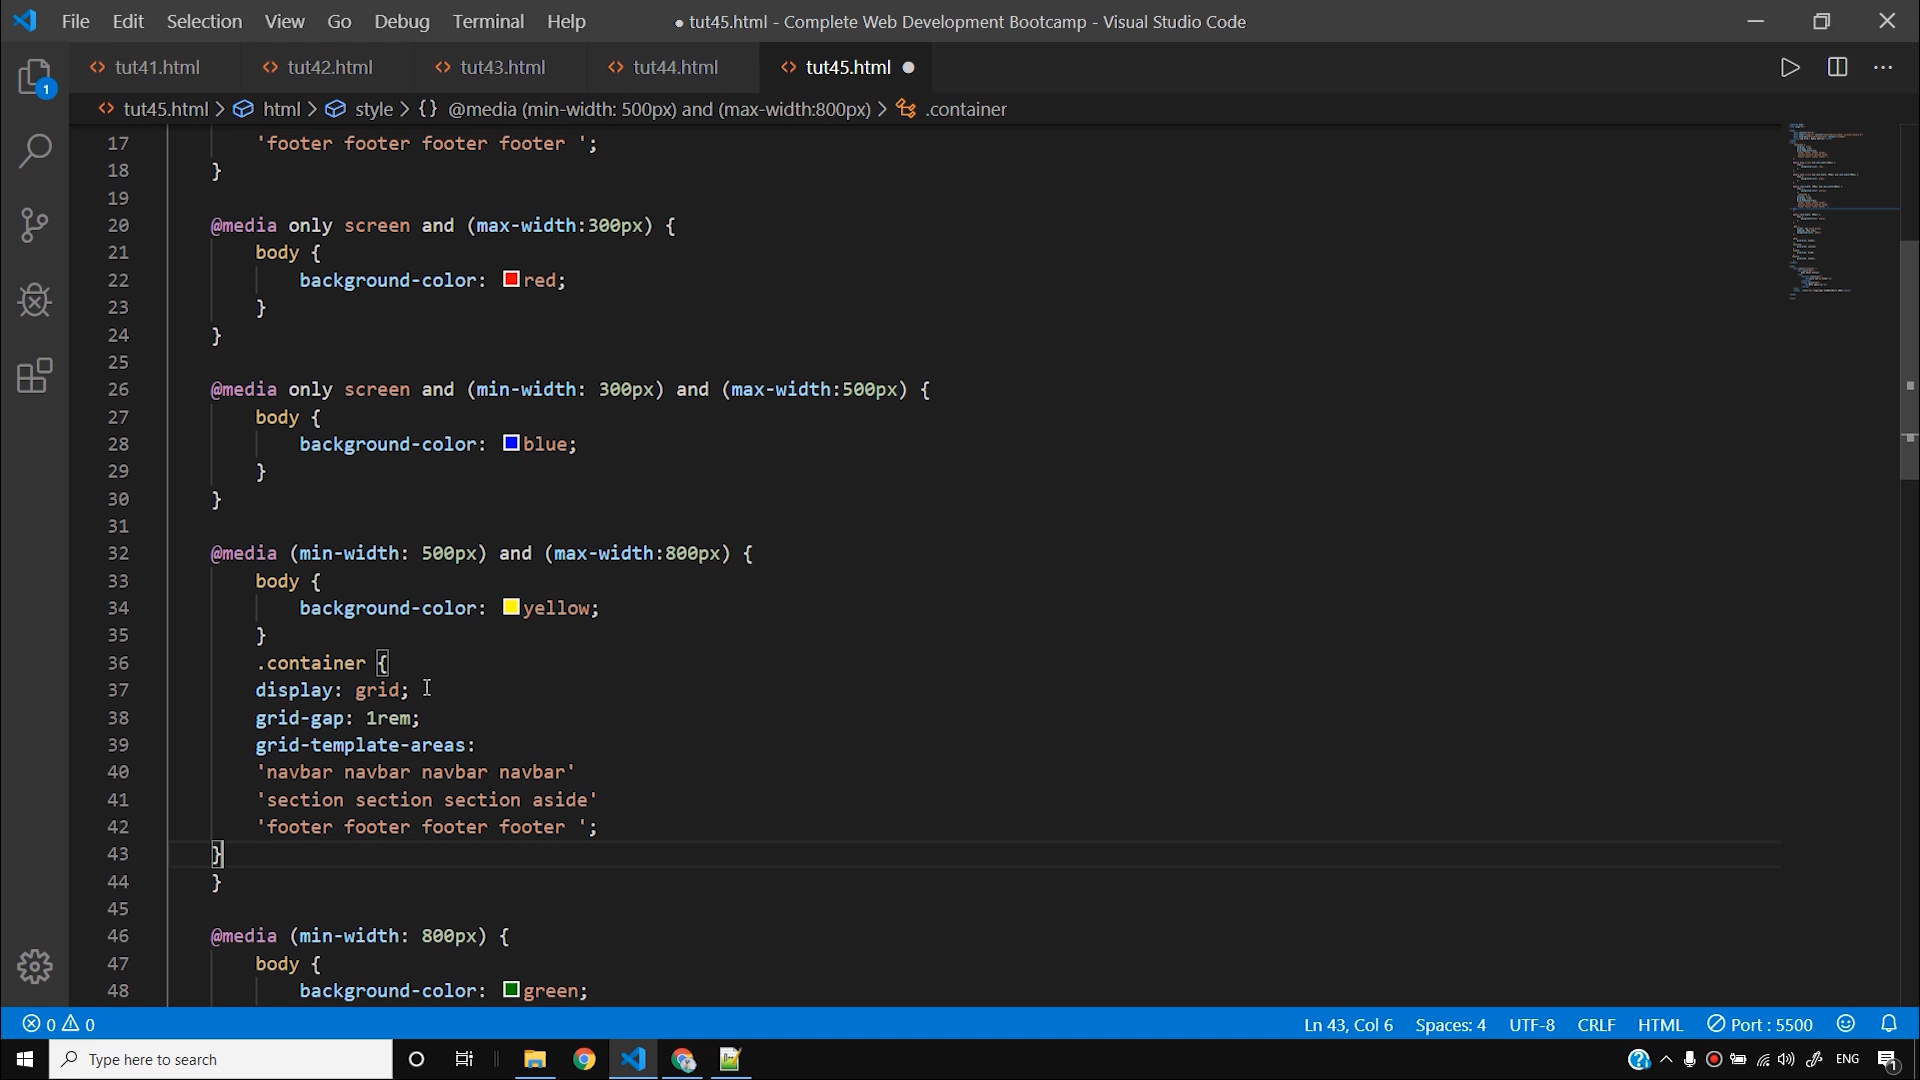 File Edit Selection View Go Debug Terminal Help ● tut45.html - Complete Web Development Bootcamp - Visual Studio Code
tut41.html tut42.html tut43.html tut44.html tut45.html
tut45.html > html > style > {} @media (min-width: 500px) and (max-width:800px) > .container
17 'footer footer footer footer ';
18 }
19
20 @media only screen and (max-width:300px) {
21 body {
22 background-color: red;
23 }
24 }
25
26 @media only screen and (min-width: 300px) and (max-width:500px) {
27 body {
28 background-color: blue;
29 }
30 }
31
32 @media (min-width: 500px) and (max-width:800px) {
33 body {
34 background-color: yellow;
35 }
36 .container {
37 display: grid;
38 grid-gap: 1rem;
39 grid-template-areas:
40 'navbar navbar navbar navbar'
41 'section section section aside'
42 'footer footer footer footer ';
43 }
44 }
45
46 @media (min-width: 800px) {
47 body {
48 background-color: green;
1
0 0 Ln 43, Col 6 Spaces: 4 UTF-8 CRLF HTML Port : 5500
Type here to search ENG 1